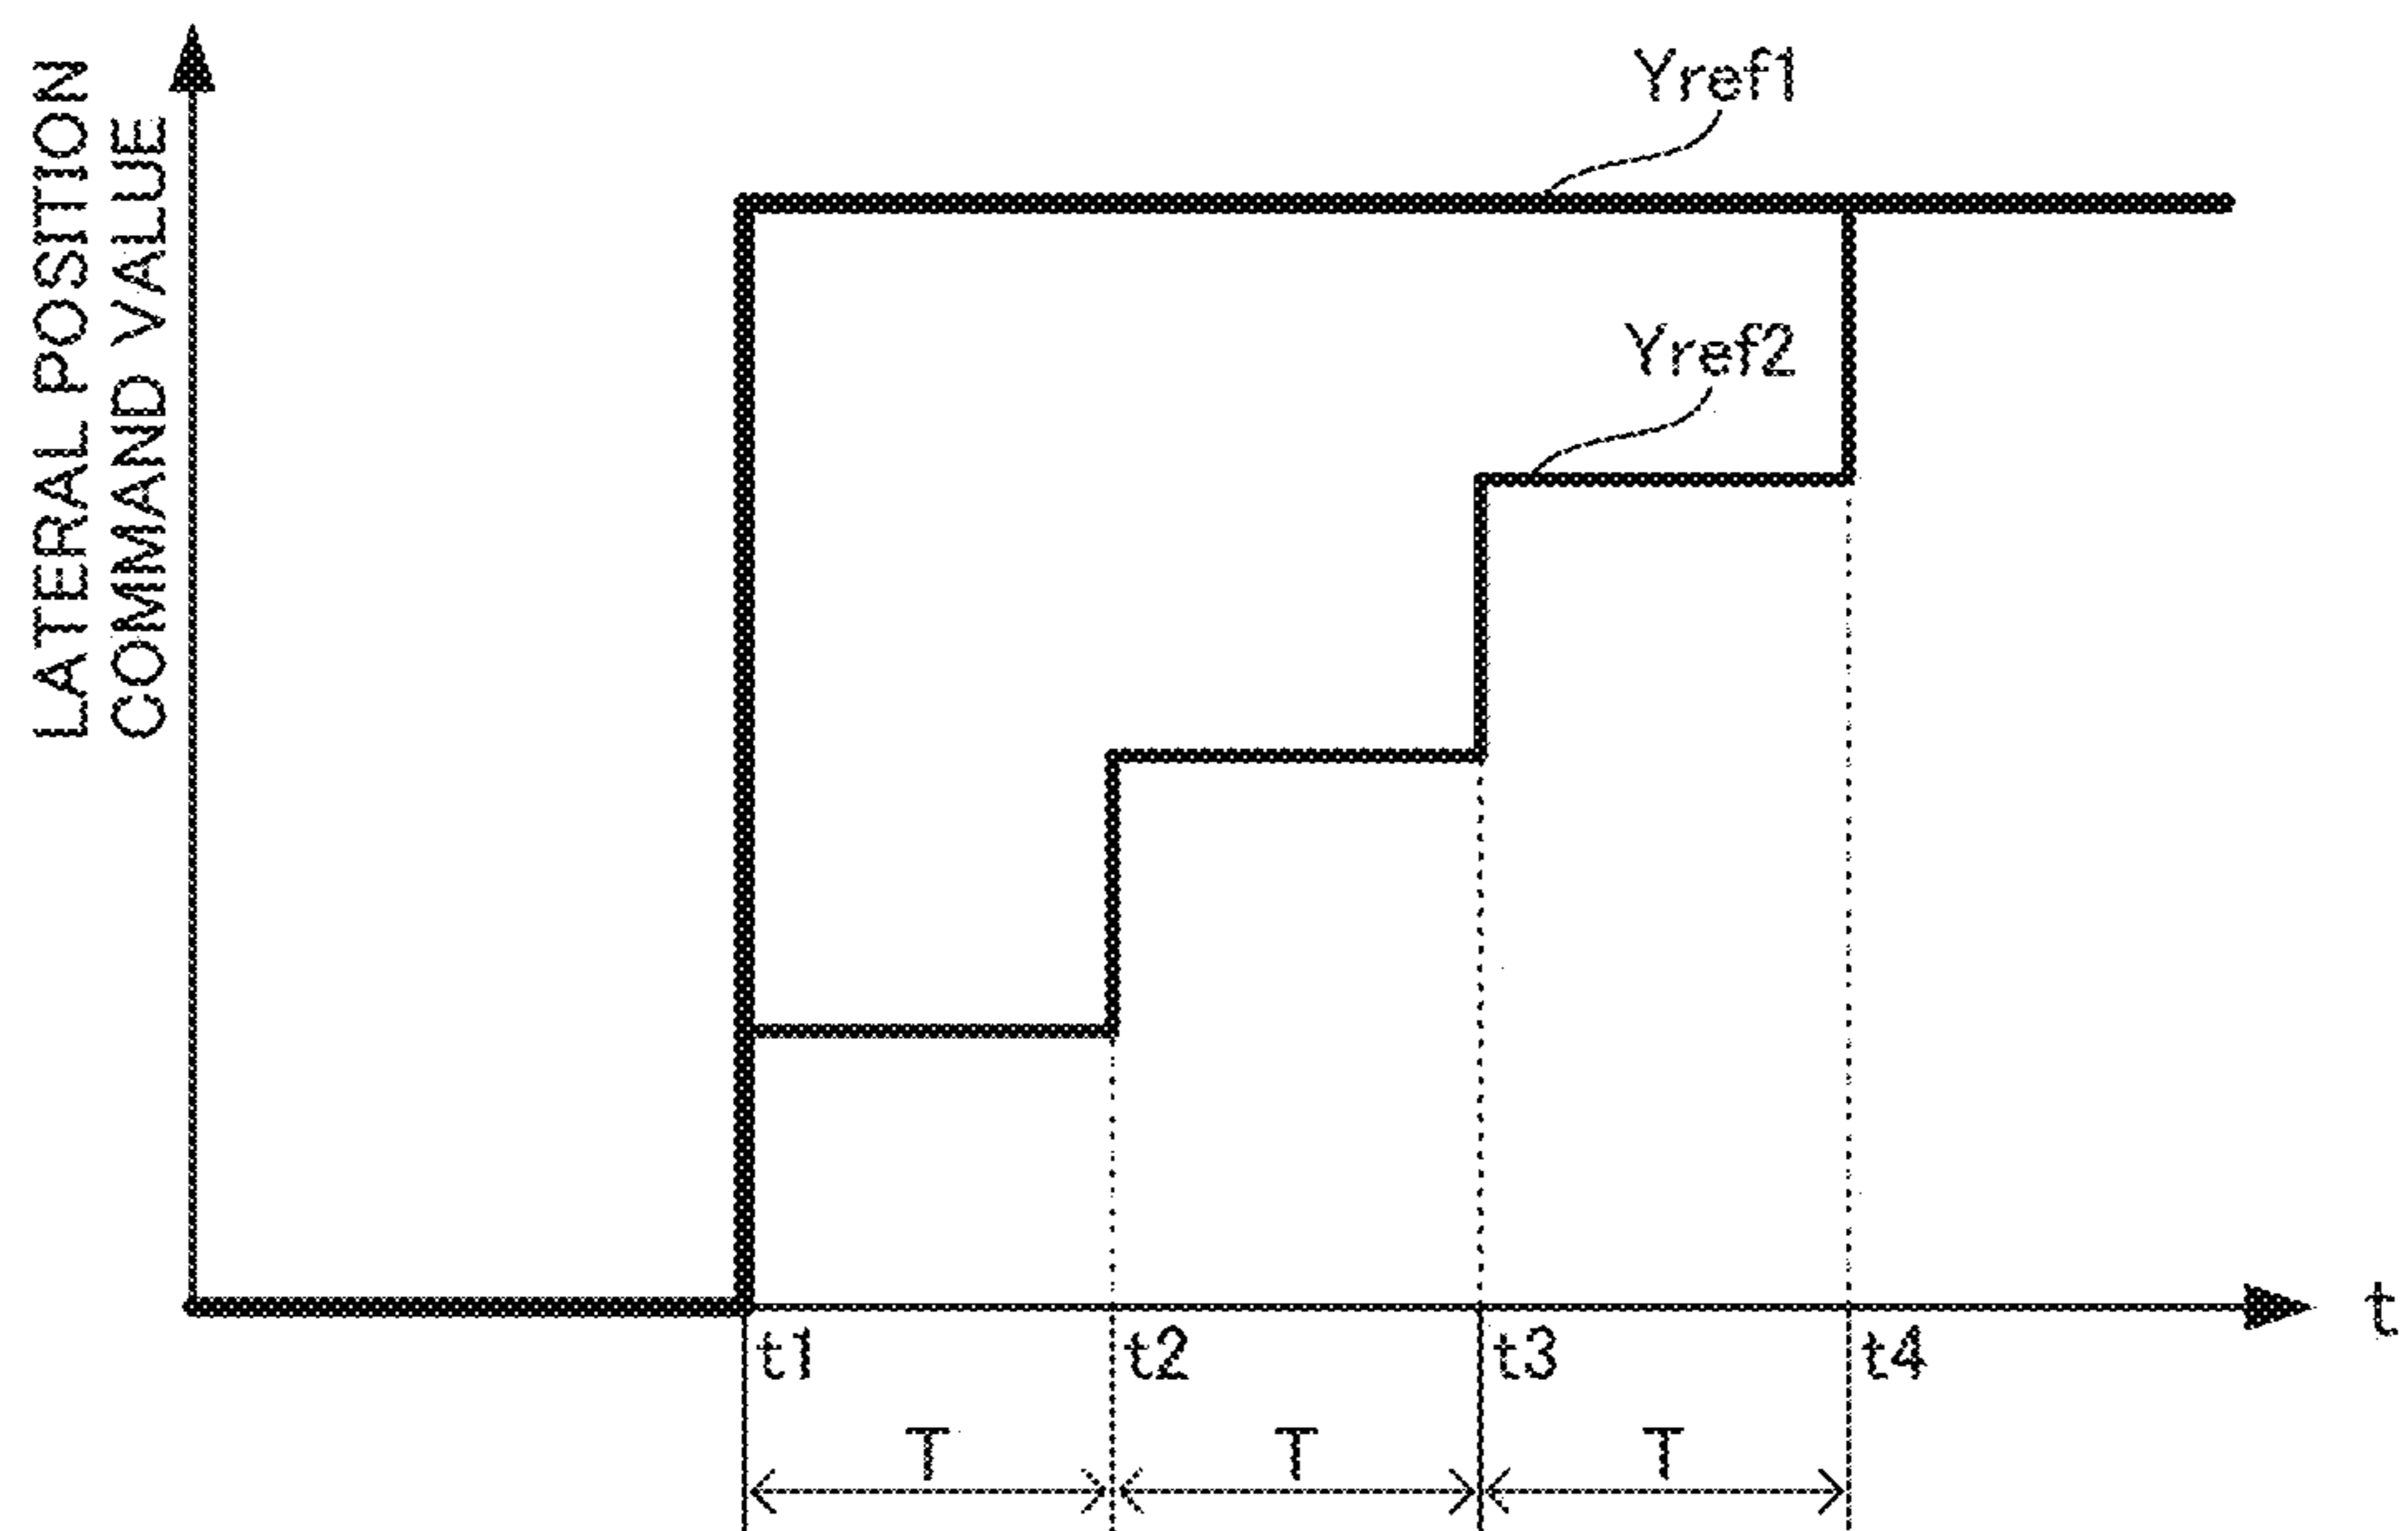 LATERAL POSITION
COMMAND VALUE
Yref1
Yref2
t
t1
t2
t3
t4
T
T
T